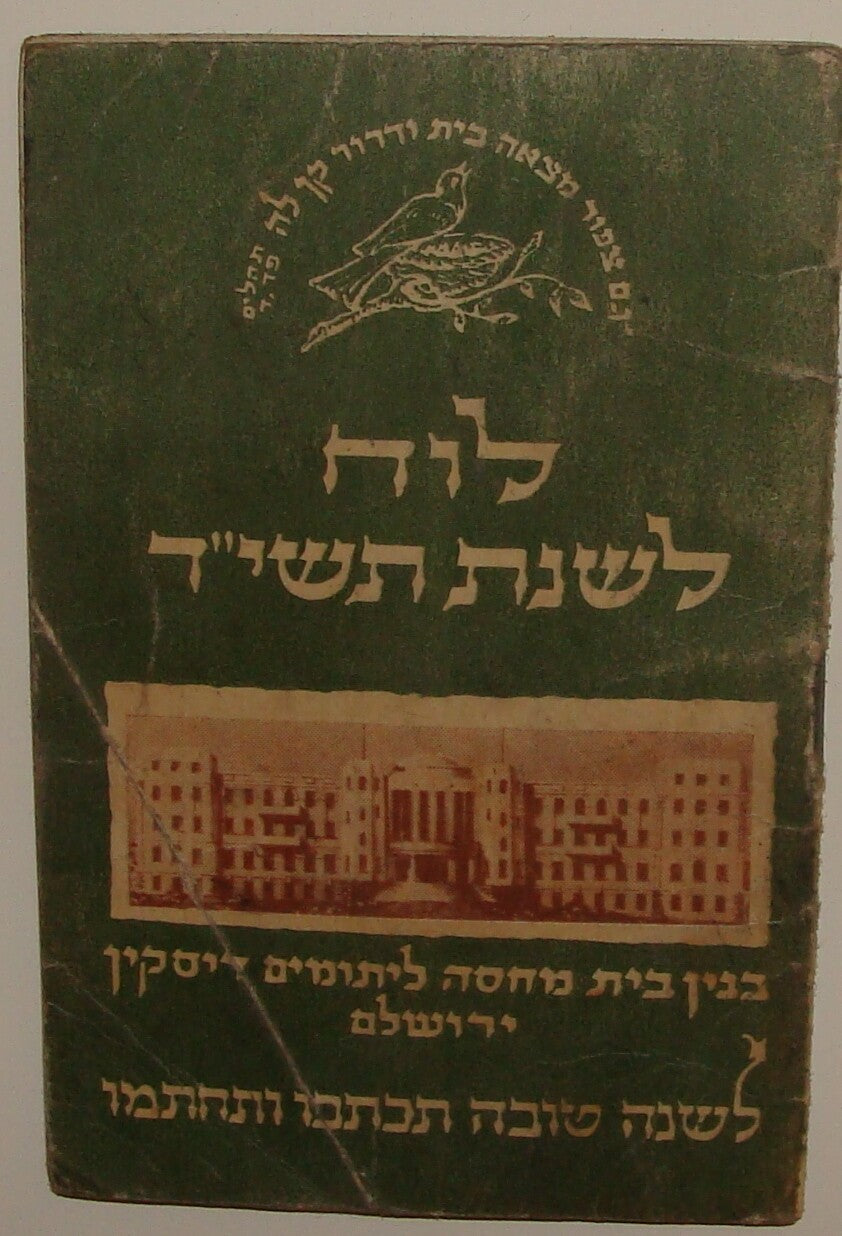 גם צפור מצאה בית ודרור קן לה
תהלים
פד. ד
לוח
לשנת תשי"ד
בנין בית מחסה ליתומים דיסקין
ירושלם
לשנה טובה תכתבו ותחתמו